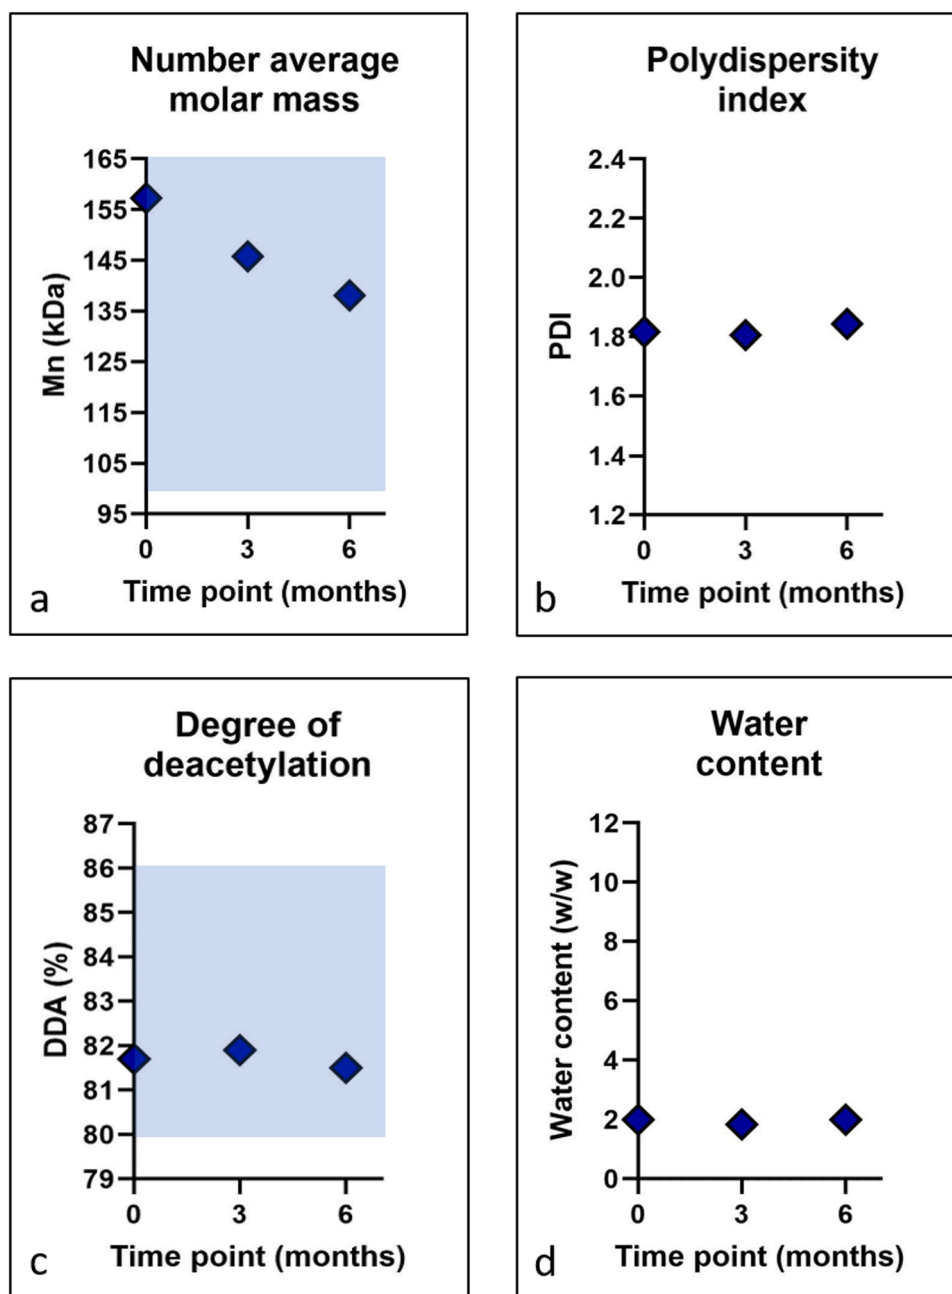 Number average
molar mass
165
155
145
135
125
115
105
95
Mn (kDa)
0 3 6
Time point (months)
a
Polydispersity
index
2.4
2.2
2.0
1.8
1.6
1.4
1.2
PDI
0 3 6
Time point (months)
b
Degree of
deacetylation
87
86
85
84
83
82
81
80
79
DDA (%)
0 3 6
Time point (months)
c
Water
content
12
10
8
6
4
2
0
Water content (w/w)
0 3 6
Time point (months)
d